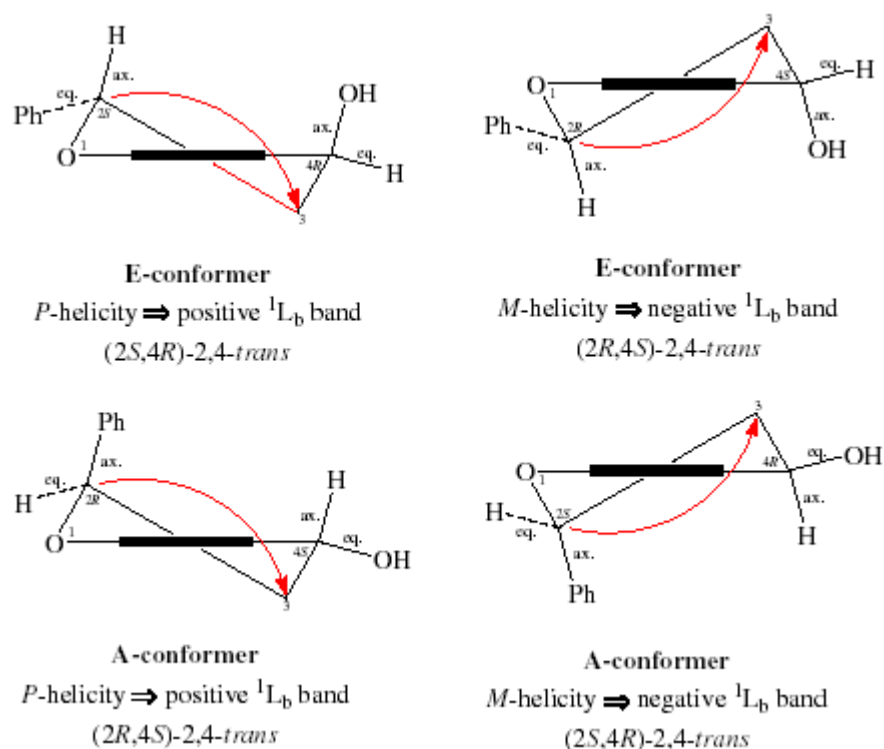 H
ax.
eq.
Ph
2S
OH
O
1
ax.
4R
eq.
H
3
E-conformer
P-helicity ⇒ positive ¹L_b band
(2S,4R)-2,4-trans
3
O
1
4S
eq.
H
Ph
2R
ax.
eq.
ax.
OH
H
E-conformer
M-helicity ⇒ negative ¹L_b band
(2R,4S)-2,4-trans
Ph
ax.
eq.
H
2R
H
ax.
O
1
4S
eq.
OH
3
A-conformer
P-helicity ⇒ positive ¹L_b band
(2R,4S)-2,4-trans
3
O
1
4R
eq.
OH
H
2S
eq.
ax.
ax.
H
Ph
A-conformer
M-helicity ⇒ negative ¹L_b band
(2S,4R)-2,4-trans